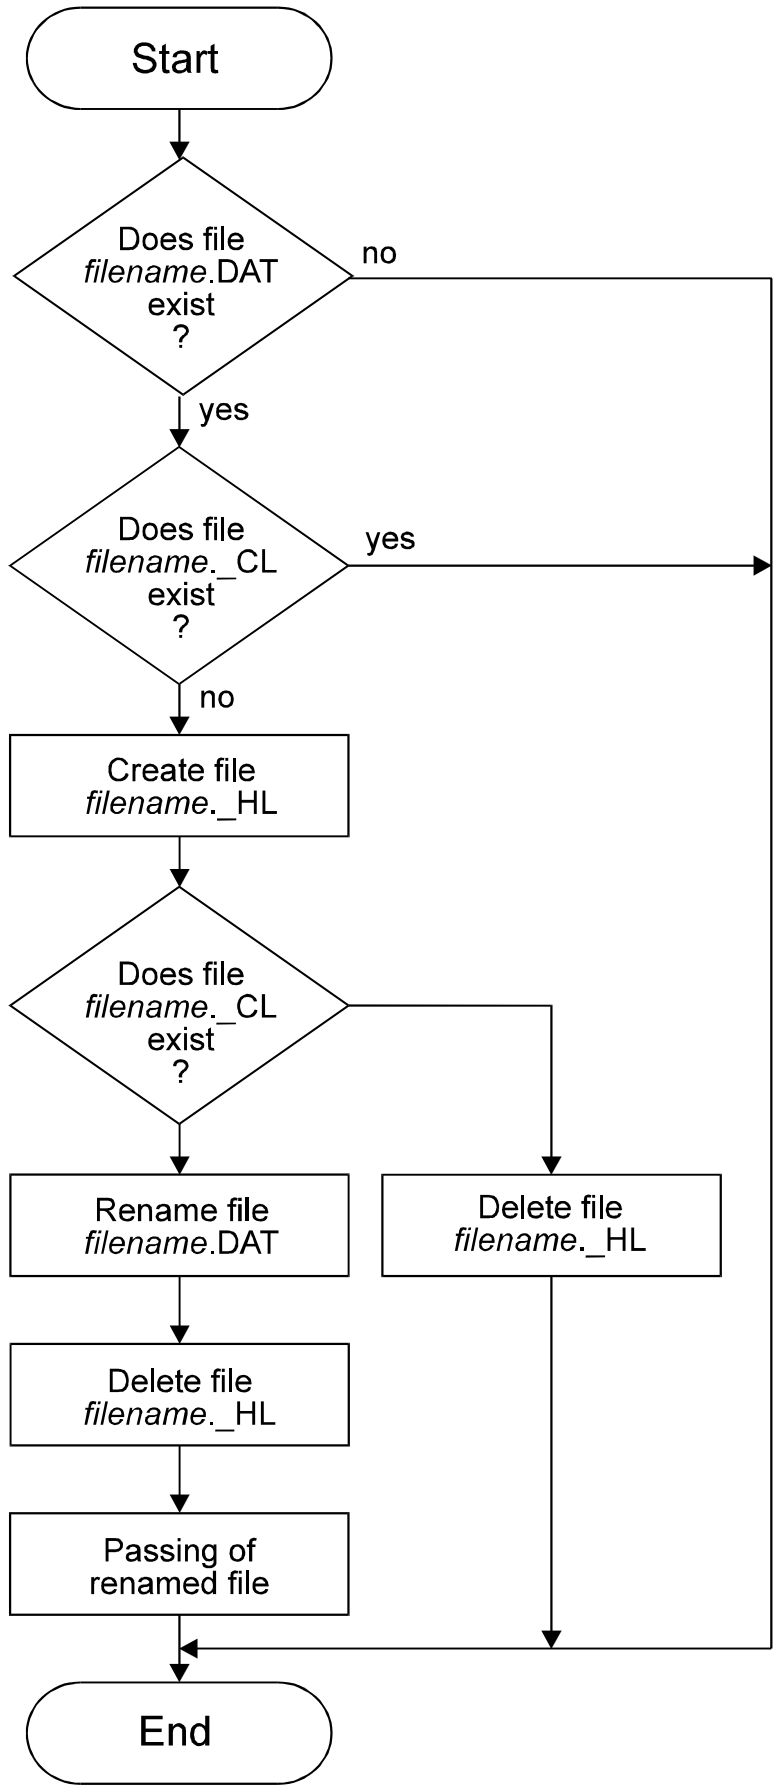 Start
Does file
filename.DAT
exist
?
no
yes
Does file
filename._CL
exist
?
yes
no
Create file
filename._HL
Does file
filename._CL
exist
?
Rename file
filename.DAT
Delete file
filename._HL
Delete file
filename._HL
Passing of
renamed file
End